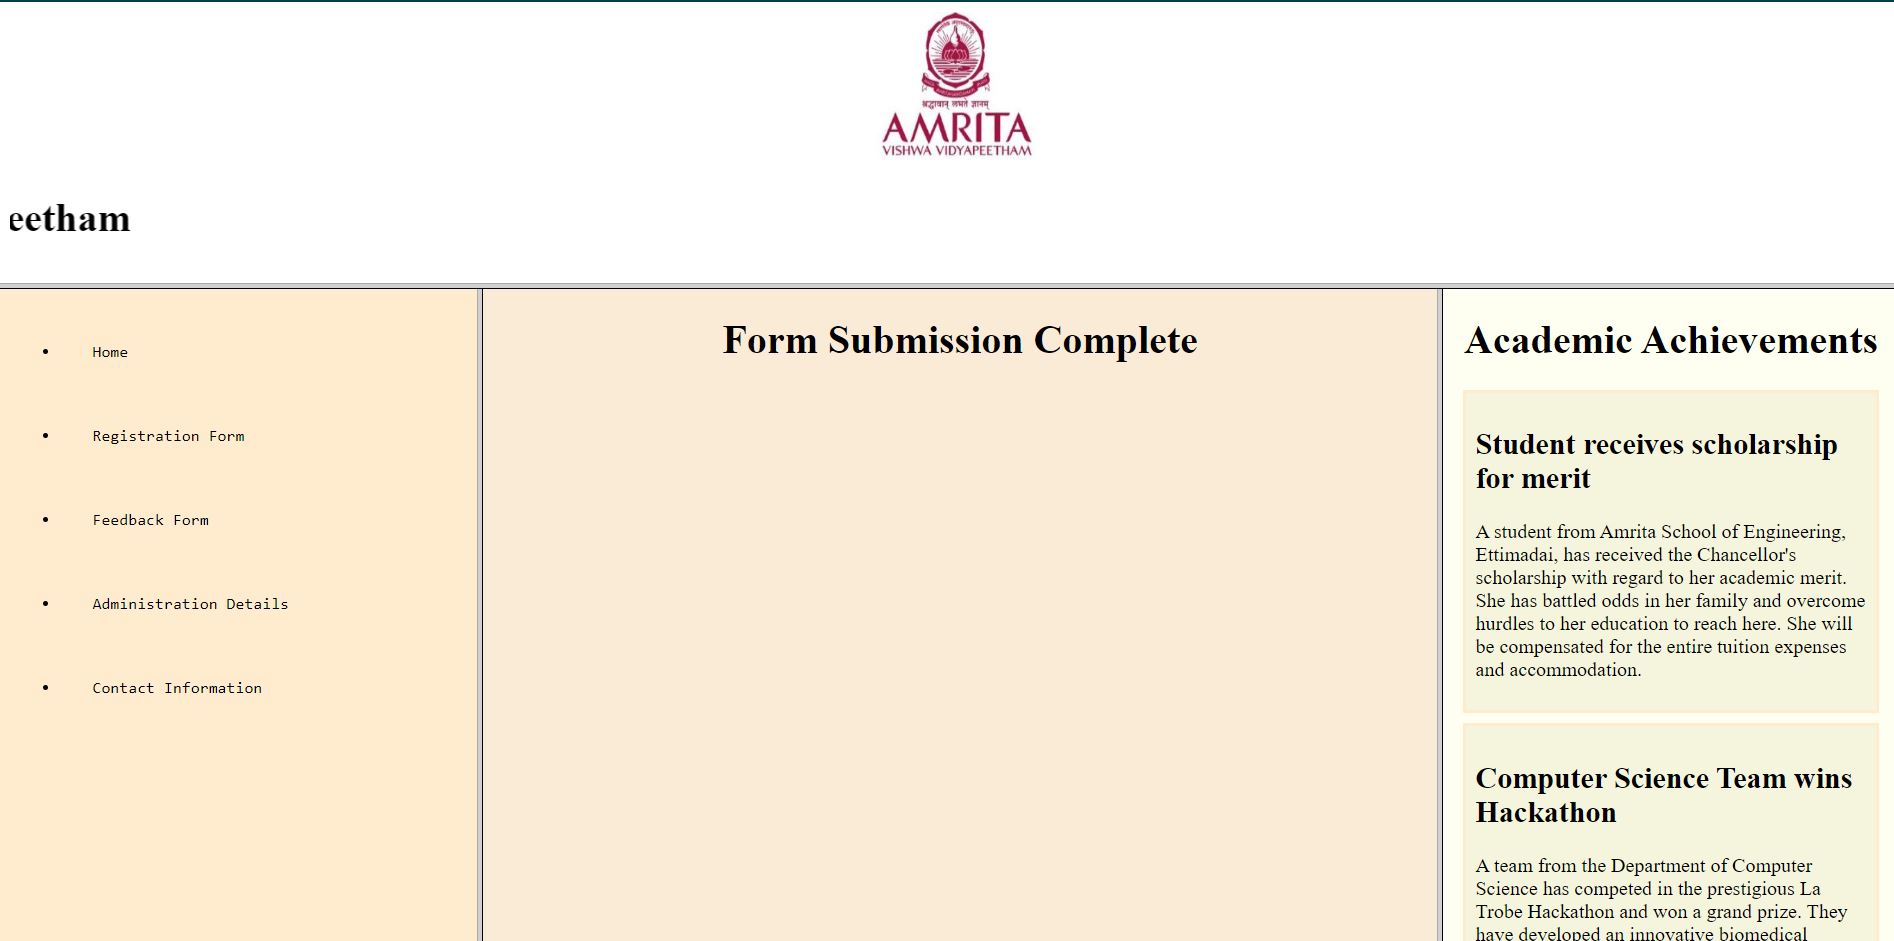 श्रद्धावान् लभते ज्ञानम्
AMRITA
VISHWA VIDYAPEETHAM
eetham
Home
Registration Form
Feedback Form
Administration Details
Contact Information
Form Submission Complete
Academic Achievements
Student receives scholarship
for merit
A student from Amrita School of Engineering,
Ettimadai, has received the Chancellor's
scholarship with regard to her academic merit.
She has battled odds in her family and overcome
hurdles to her education to reach here. She will
be compensated for the entire tuition expenses
and accommodation.
Computer Science Team wins
Hackathon
A team from the Department of Computer
Science has competed in the prestigious La
Trobe Hackathon and won a grand prize. They
have developed an innovative biomedical